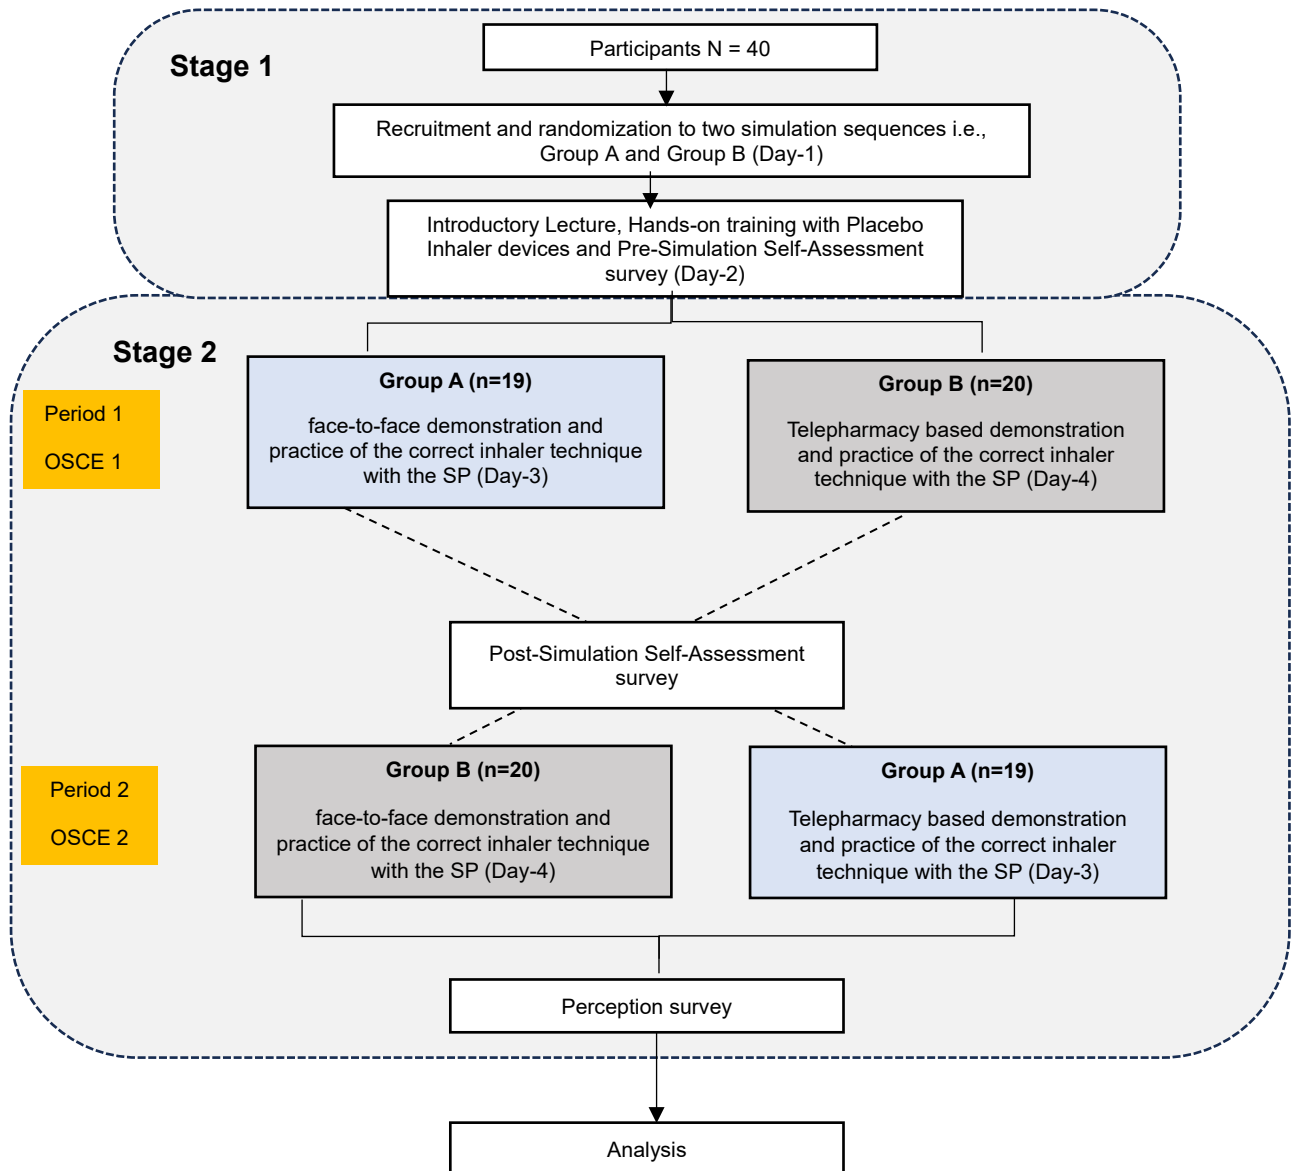 Participants N = 40
Stage 1
Recruitment and randomization to two simulation sequences i.e.,
Group A and Group B (Day-1)
Introductory Lecture, Hands-on training with Placebo
Inhaler devices and Pre-Simulation Self-Assessment
survey (Day-2)
Stage 2
Period 1
OSCE 1
Group A (n=19)
face-to-face demonstration and
practice of the correct inhaler technique
with the SP (Day-3)
Group B (n=20)
Telepharmacy based demonstration
and practice of the correct inhaler
technique with the SP (Day-4)
Post-Simulation Self-Assessment
survey
Period 2
OSCE 2
Group B (n=20)
face-to-face demonstration and
practice of the correct inhaler technique
with the SP (Day-4)
Group A (n=19)
Telepharmacy based demonstration
and practice of the correct inhaler
technique with the SP (Day-3)
Perception survey
Analysis